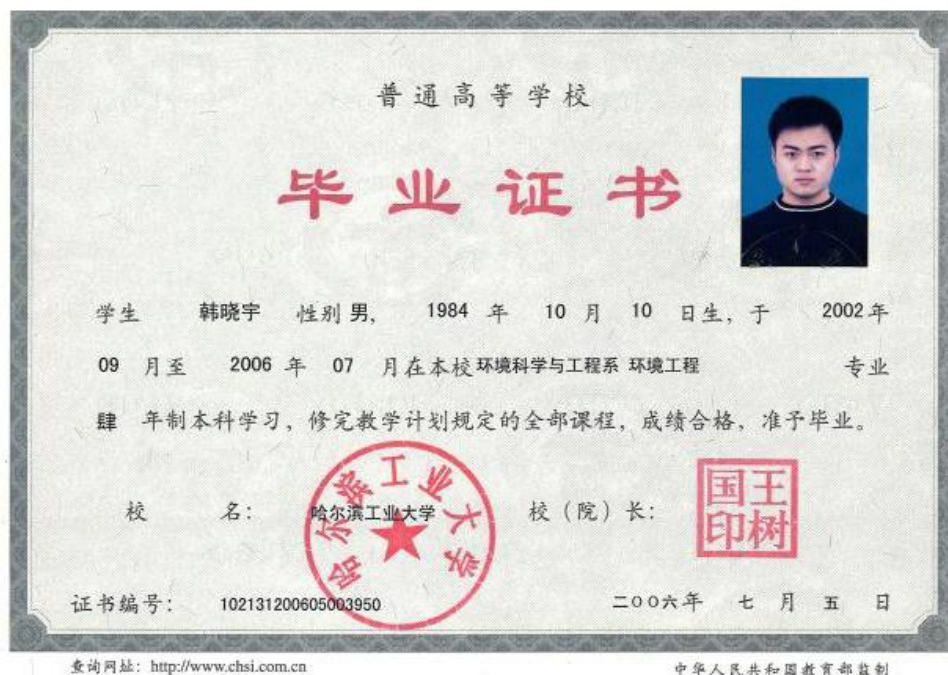 普通高等学校
毕业证书
学生 韩晓宇 性别 男, 1984 年 10 月 10 日生, 于 2002 年
09 月至 2006 年 07 月在本校 环境科学与工程系 环境工程 专业
肆 年制本科学习, 修完教学计划规定的全部课程, 成绩合格, 准予毕业。
校 名: 哈尔滨工业大学 校(院)长:
哈尔滨工业大学
王树国印
证书编号: 102131200605003950 二〇〇六年 七 月 五 日
查询网址: http://www.chsi.com.cn 中华人民共和国教育部监制